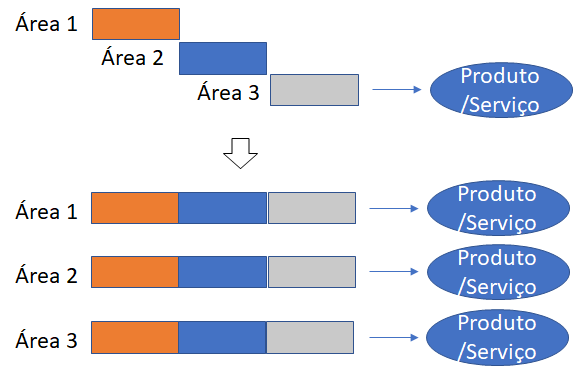 Área 1
Área 2
Área 3
Produto
/Serviço
Área 1
Produto
/Serviço
Área 2
Produto
/Serviço
Área 3
Produto
/Serviço